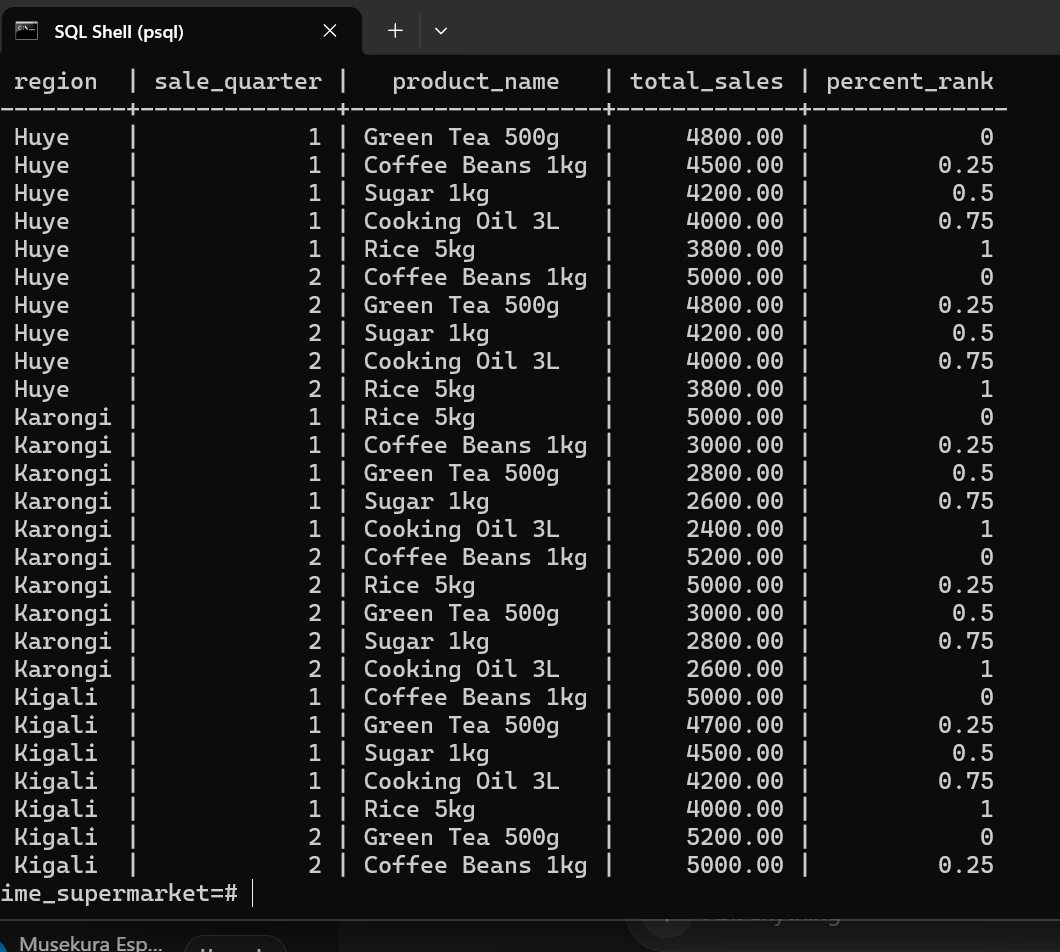 SQL Shell (psql)
region | sale_quarter | product_name | total_sales | percent_rank
---------+--------------+------------------+-------------+--------------
Huye | 1 | Green Tea 500g | 4800.00 | 0
Huye | 1 | Coffee Beans 1kg | 4500.00 | 0.25
Huye | 1 | Sugar 1kg | 4200.00 | 0.5
Huye | 1 | Cooking Oil 3L | 4000.00 | 0.75
Huye | 1 | Rice 5kg | 3800.00 | 1
Huye | 2 | Coffee Beans 1kg | 5000.00 | 0
Huye | 2 | Green Tea 500g | 4800.00 | 0.25
Huye | 2 | Sugar 1kg | 4200.00 | 0.5
Huye | 2 | Cooking Oil 3L | 4000.00 | 0.75
Huye | 2 | Rice 5kg | 3800.00 | 1
Karongi | 1 | Rice 5kg | 5000.00 | 0
Karongi | 1 | Coffee Beans 1kg | 3000.00 | 0.25
Karongi | 1 | Green Tea 500g | 2800.00 | 0.5
Karongi | 1 | Sugar 1kg | 2600.00 | 0.75
Karongi | 1 | Cooking Oil 3L | 2400.00 | 1
Karongi | 2 | Coffee Beans 1kg | 5200.00 | 0
Karongi | 2 | Rice 5kg | 5000.00 | 0.25
Karongi | 2 | Green Tea 500g | 3000.00 | 0.5
Karongi | 2 | Sugar 1kg | 2800.00 | 0.75
Karongi | 2 | Cooking Oil 3L | 2600.00 | 1
Kigali | 1 | Coffee Beans 1kg | 5000.00 | 0
Kigali | 1 | Green Tea 500g | 4700.00 | 0.25
Kigali | 1 | Sugar 1kg | 4500.00 | 0.5
Kigali | 1 | Cooking Oil 3L | 4200.00 | 0.75
Kigali | 1 | Rice 5kg | 4000.00 | 1
Kigali | 2 | Green Tea 500g | 5200.00 | 0
Kigali | 2 | Coffee Beans 1kg | 5000.00 | 0.25
ime_supermarket=#
Musekura Esp...